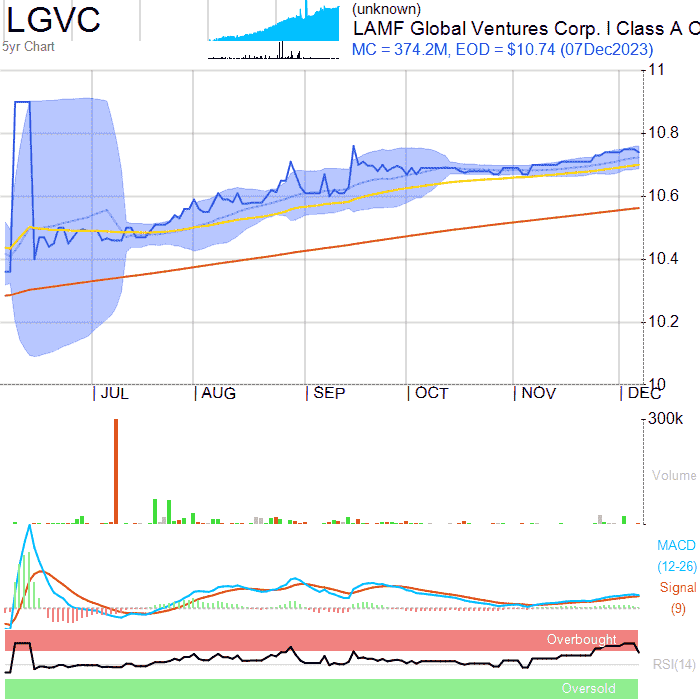 LGVC
5yr Chart
(unknown)
LAMF Global Ventures Corp. I Class A O
MC = 374.2M, EOD = $10.74 (07Dec2023)
11
10.8
10.6
10.4
10.2
10
JUL AUG SEP OCT NOV DEC
300k
Volume
MACD
(12-26)
Signal
(9)
Overbought
RSI(14)
Oversold